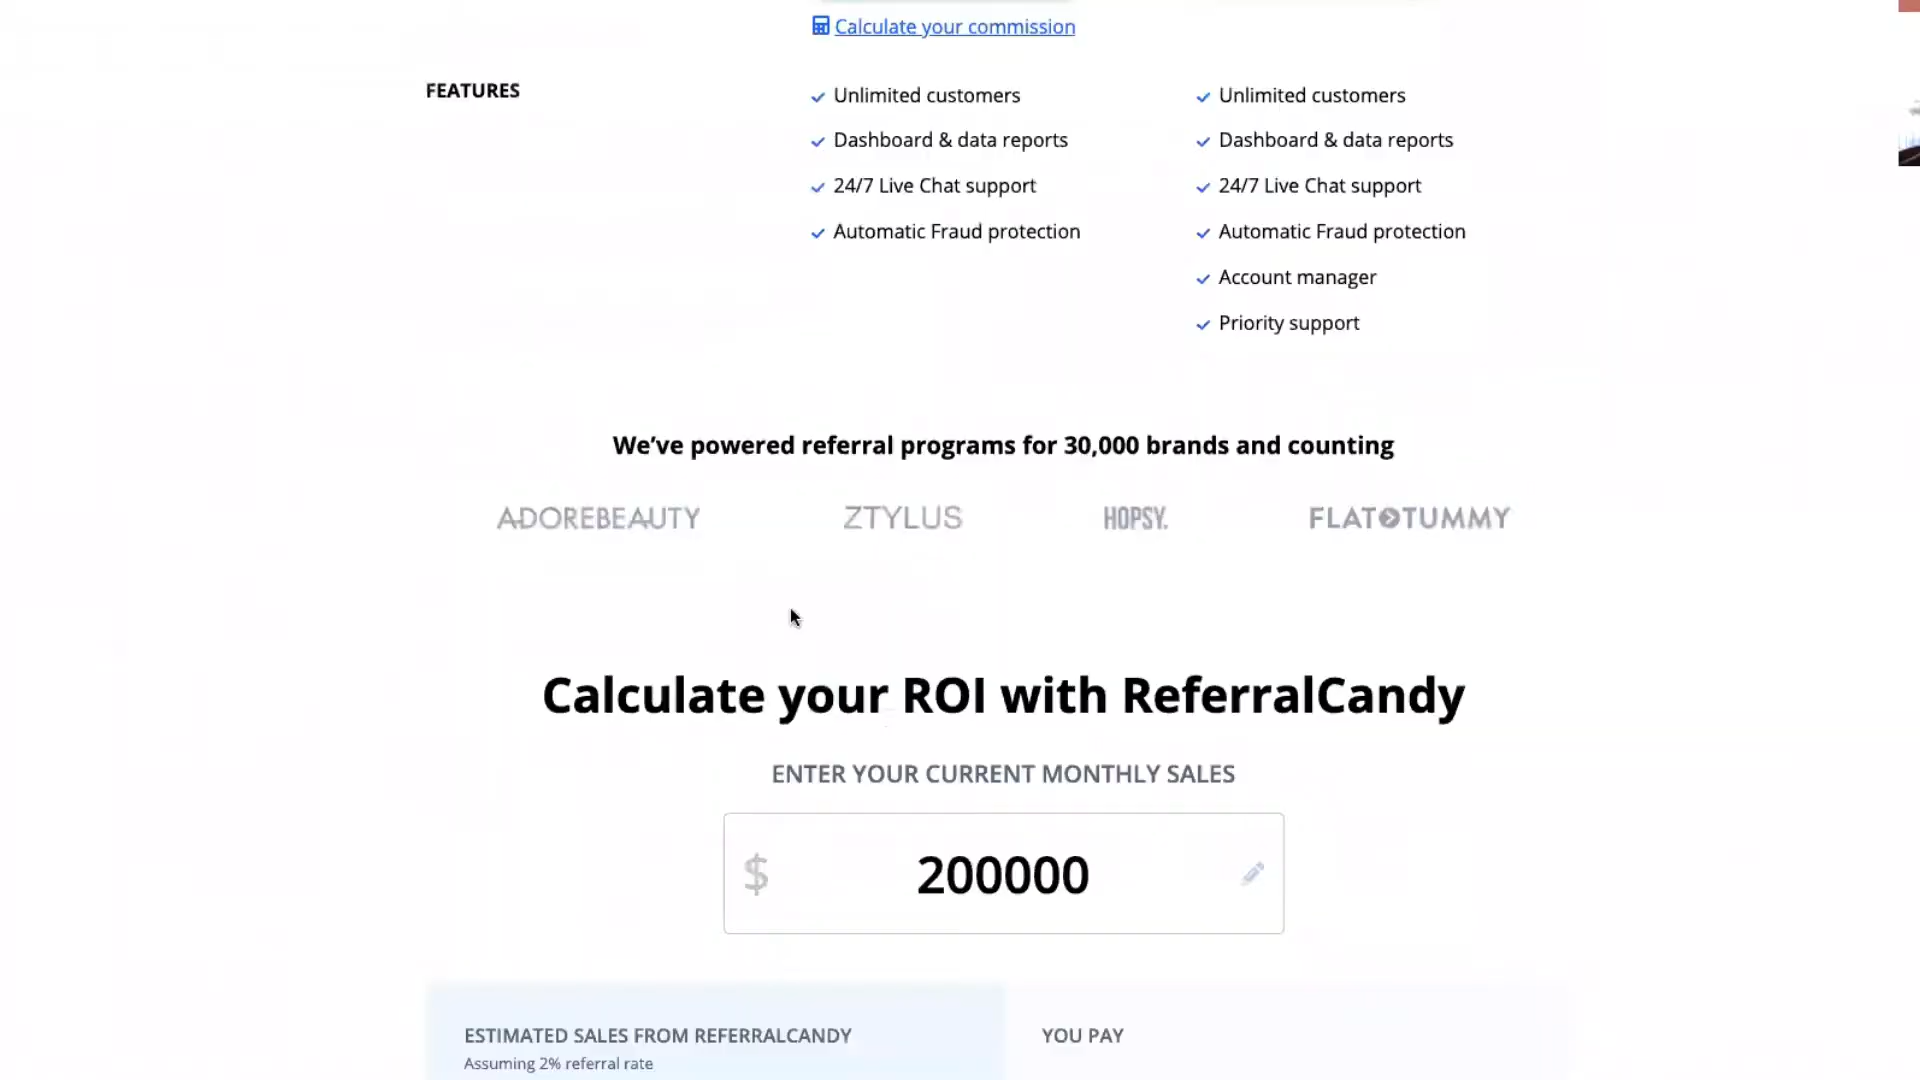 Calculate your commission
FEATURES
Unlimited customers
Dashboard & data reports
24/7 Live Chat support
Automatic Fraud protection
Unlimited customers
Dashboard & data reports
24/7 Live Chat support
Automatic Fraud protection
Account manager
Priority support
We've powered referral programs for 30,000 brands and counting
ADOREBEAUTY ZTYLUS HOPSY. FLATTUMMY
Calculate your ROI with ReferralCandy
ENTER YOUR CURRENT MONTHLY SALES
$ 200000
ESTIMATED SALES FROM REFERRALCANDY
Assuming 2% referral rate
YOU PAY